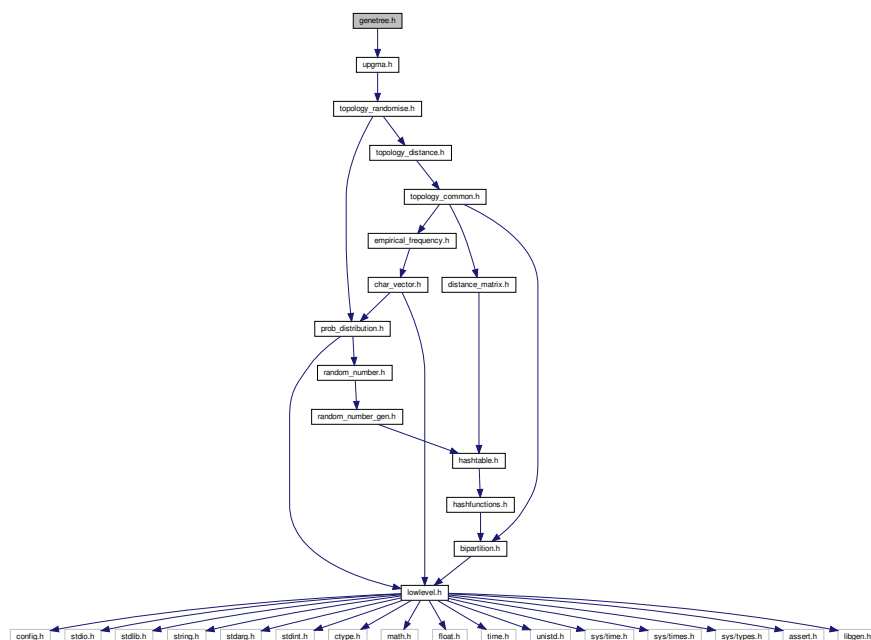 genetree.h
upgma.h
topology_randomise.h
topology_distance.h
topology_common.h
empirical_frequency.h
char_vector.h
distance_matrix.h
prob_distribution.h
random_number.h
random_number_gen.h
hashtable.h
hashfunctions.h
bipartition.h
lowlevel.h
config.h
stdio.h
stdlib.h
string.h
stdarg.h
stdint.h
ctype.h
math.h
float.h
time.h
unistd.h
sys/time.h
sys/times.h
sys/types.h
assert.h
libgen.h